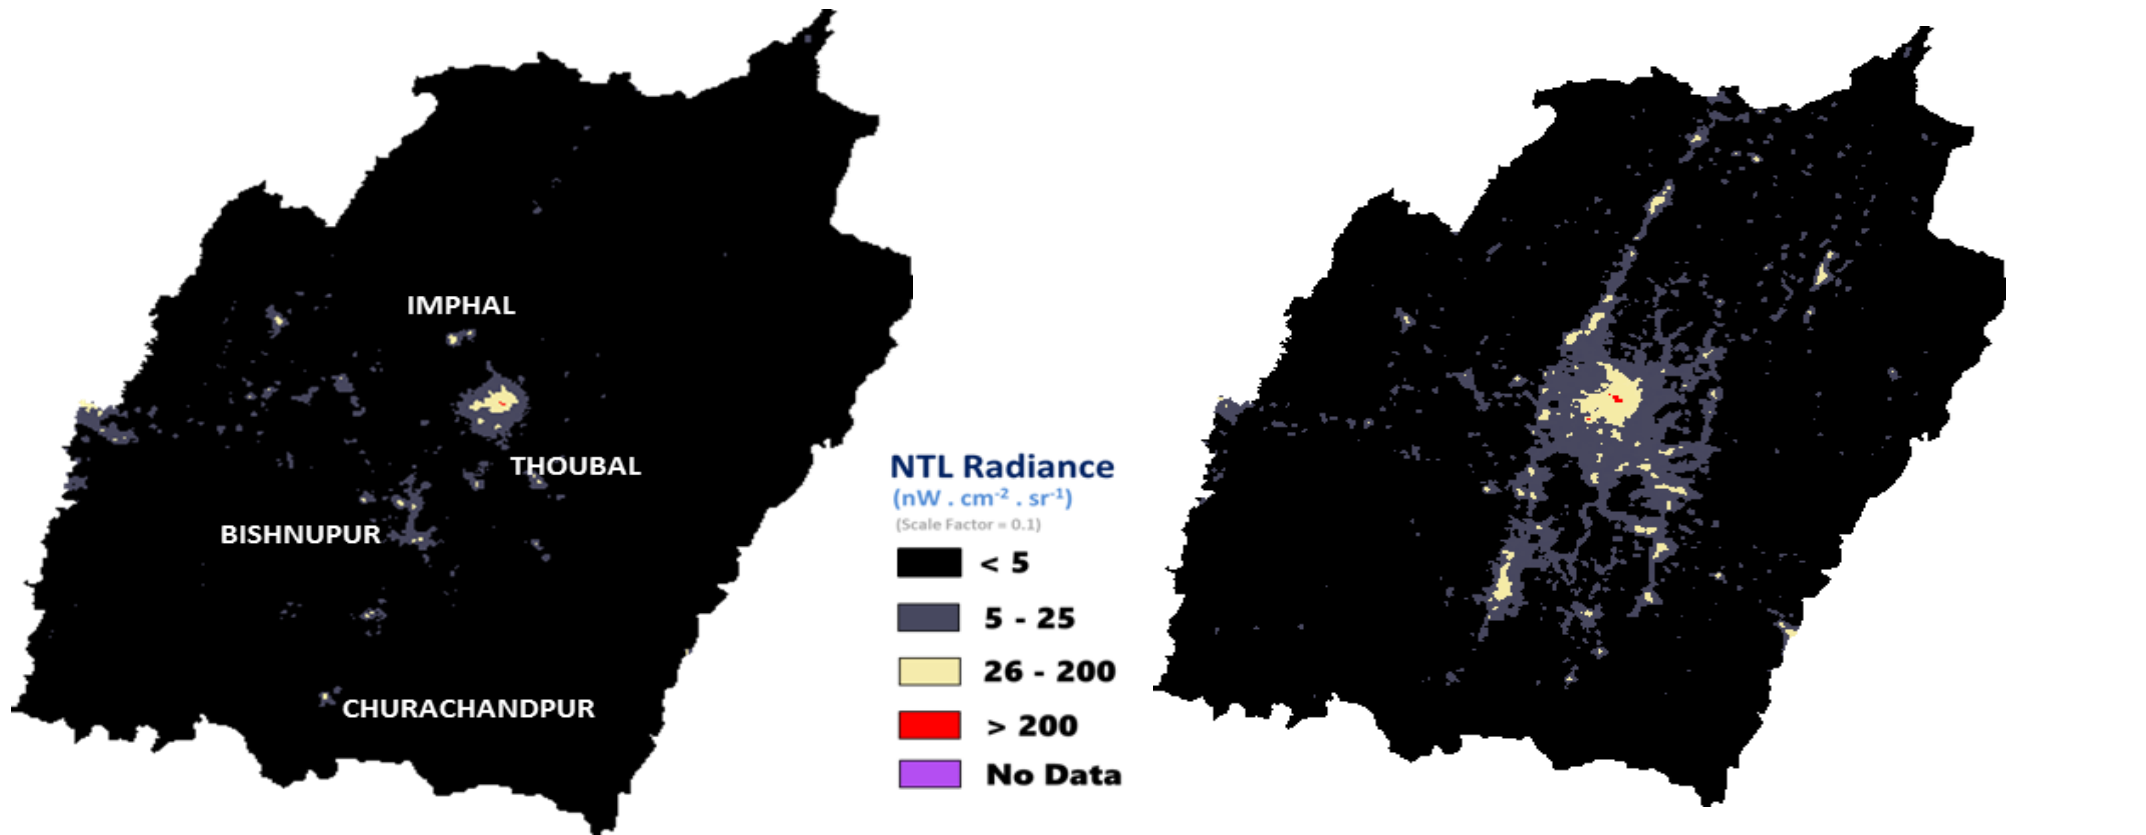 IMPHAL
THOUBAL
BISHNUPUR
CHURACHANDPUR
NTL Radiance
(nW . cm⁻² . sr⁻¹)
(Scale Factor = 0.1)
< 5
5 - 25
26 - 200
> 200
No Data